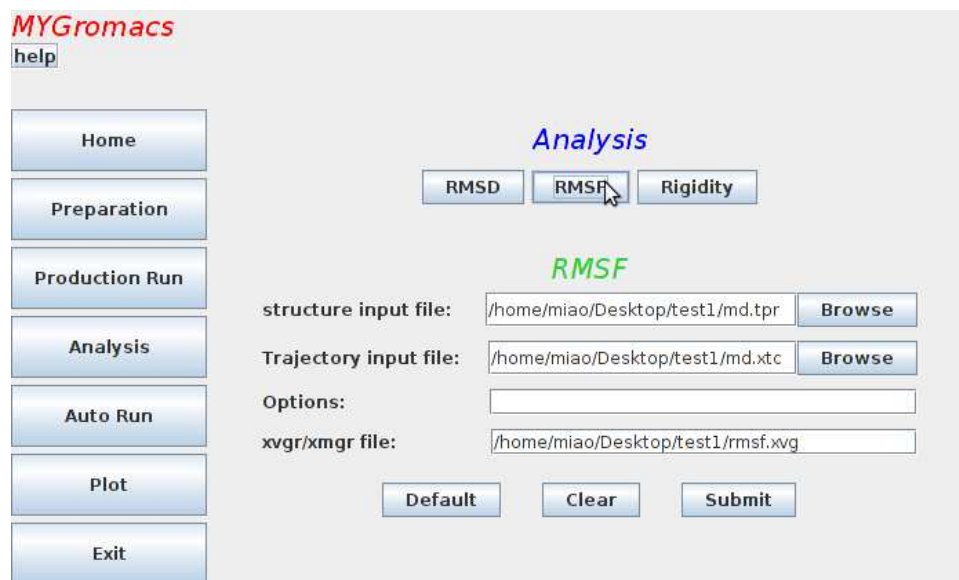 MYGromacs
help
Home
Analysis
RMSD RMSF Rigidity
Preparation
RMSF
Production Run
structure input file: /home/miao/Desktop/test1/md.tpr Browse
Analysis
Trajectory input file: /home/miao/Desktop/test1/md.xtc Browse
Options:
Auto Run
xvgr/xmgr file: /home/miao/Desktop/test1/rmsf.xvg
Plot
Default Clear Submit
Exit